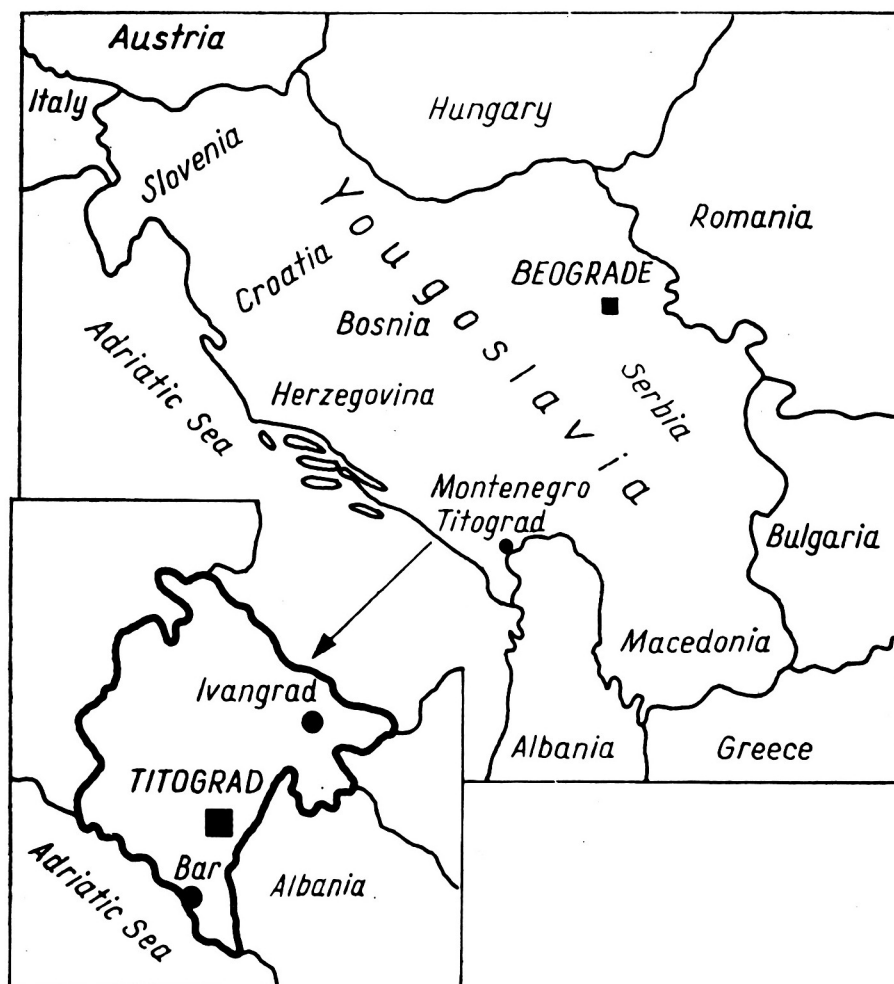 Austria
Italy
Hungary
Slovenia
Yougoslavia
Romania
Croatia
BEOGRADE
Bosnia
Adriatic Sea
Serbia
Herzegovina
Montenegro
Titograd
Bulgaria
Macedonia
Albania
Greece
Ivangrad
TITOGRAD
Bar
Albania
Adriatic Sea